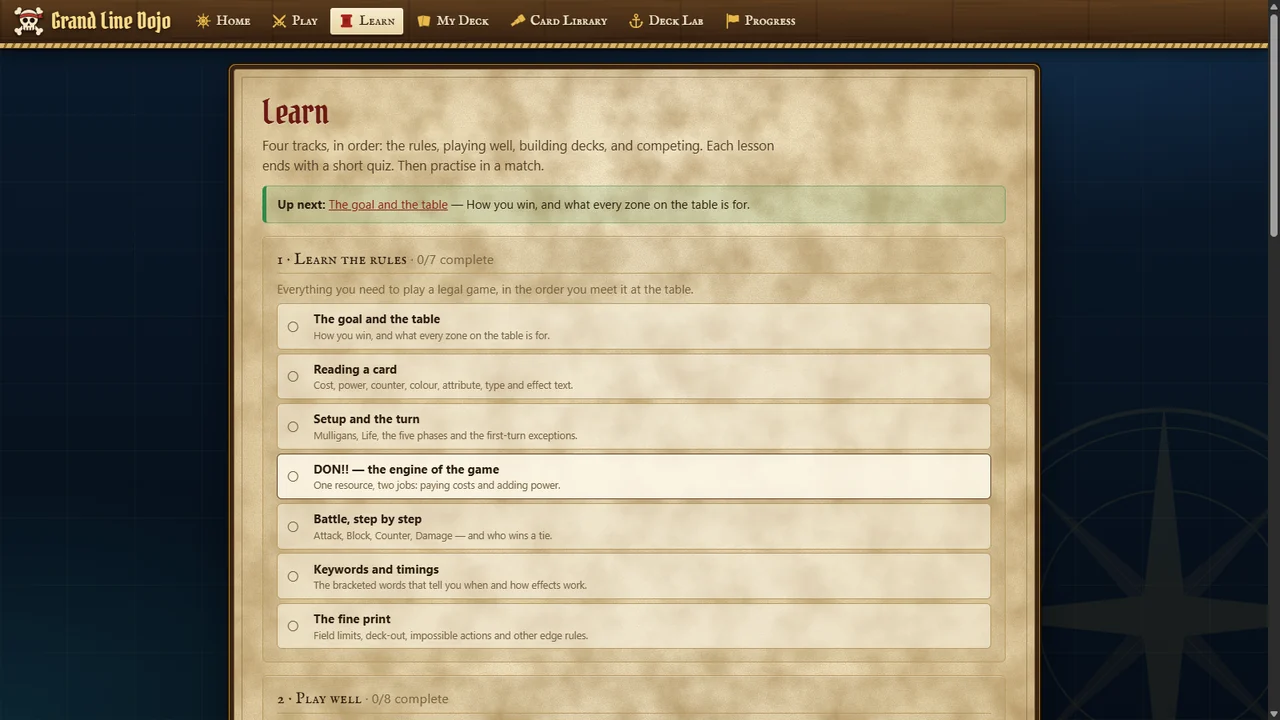 Grand Line Dojo
Home
Play
Learn
My Deck
Card Library
Deck Lab
Progress
Learn
Four tracks, in order: the rules, playing well, building decks, and competing. Each lesson
ends with a short quiz. Then practise in a match.
Up next: The goal and the table — How you win, and what every zone on the table is for.
1 · Learn the rules · 0/7 complete
Everything you need to play a legal game, in the order you meet it at the table.
The goal and the table
How you win, and what every zone on the table is for.
Reading a card
Cost, power, counter, colour, attribute, type and effect text.
Setup and the turn
Mulligans, Life, the five phases and the first-turn exceptions.
DON!! — the engine of the game
One resource, two jobs: paying costs and adding power.
Battle, step by step
Attack, Block, Counter, Damage — and who wins a tie.
Keywords and timings
The bracketed words that tell you when and how effects work.
The fine print
Field limits, deck-out, impossible actions and other edge rules.
2 · Play well · 0/8 complete